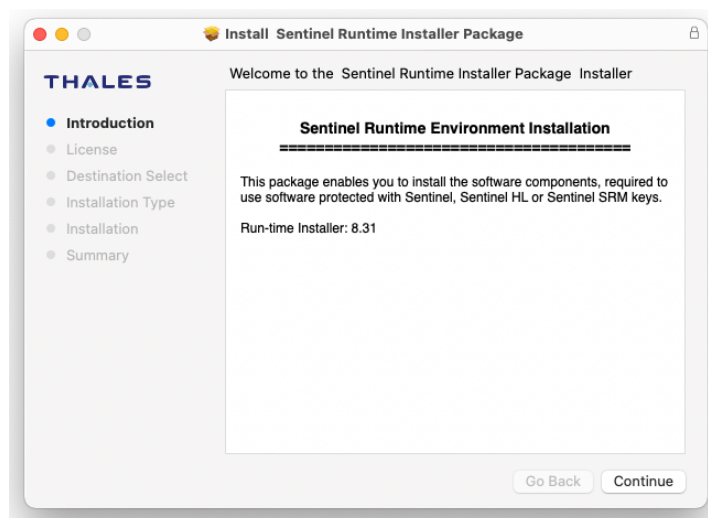 Install Sentinel Runtime Installer Package
THALES
Welcome to the Sentinel Runtime Installer Package Installer
Introduction
License
Destination Select
Installation Type
Installation
Summary
Sentinel Runtime Environment Installation
=======================================
This package enables you to install the software components, required to
use software protected with Sentinel, Sentinel HL or Sentinel SRM keys.
Run-time Installer: 8.31
Go Back
Continue